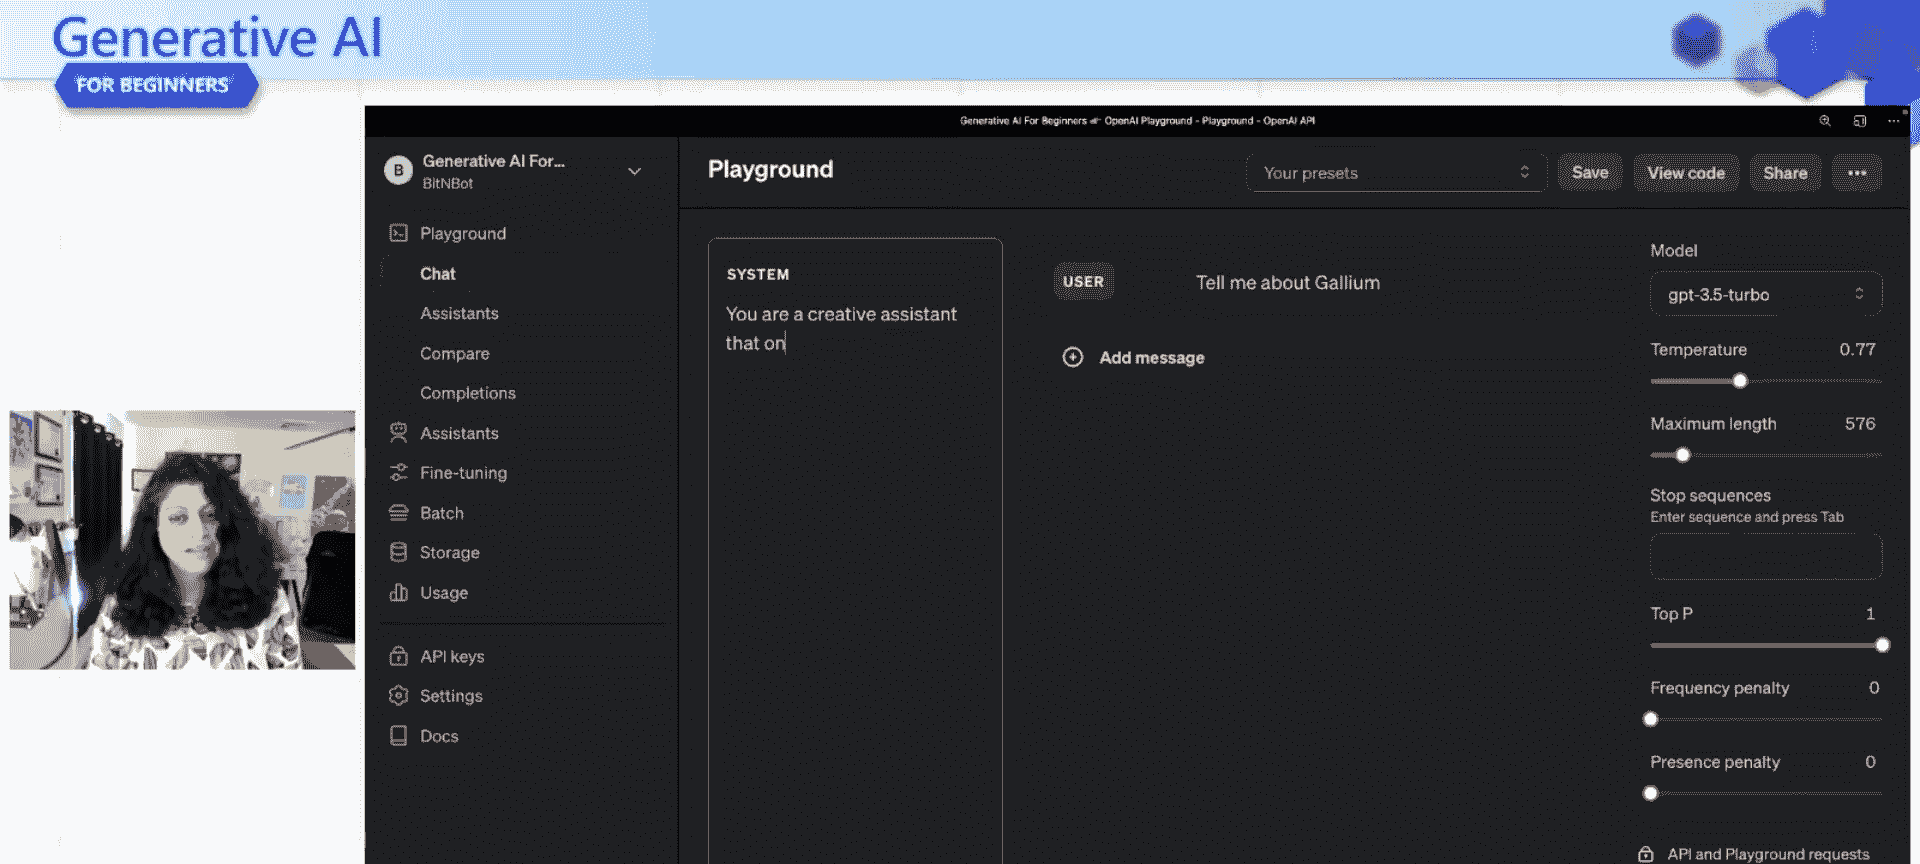 Generative AI
FOR BEGINNERS
Generative AI For Beginners OpenAI Playground - Playground - OpenAI API
B
Generative AI For...
BitNBot
Playground
Chat
Assistants
Compare
Completions
Assistants
Fine-tuning
Batch
Storage
Usage
API keys
Settings
Docs
Playground
Your presets
Save
View code
Share
SYSTEM
You are a creative assistant
that on
USER
Tell me about Gallium
Add message
Model
gpt-3.5-turbo
Temperature 0.77
Maximum length 576
Stop sequences
Enter sequence and press Tab
Top P 1
Frequency penalty 0
Presence penalty 0
API and Playground requests